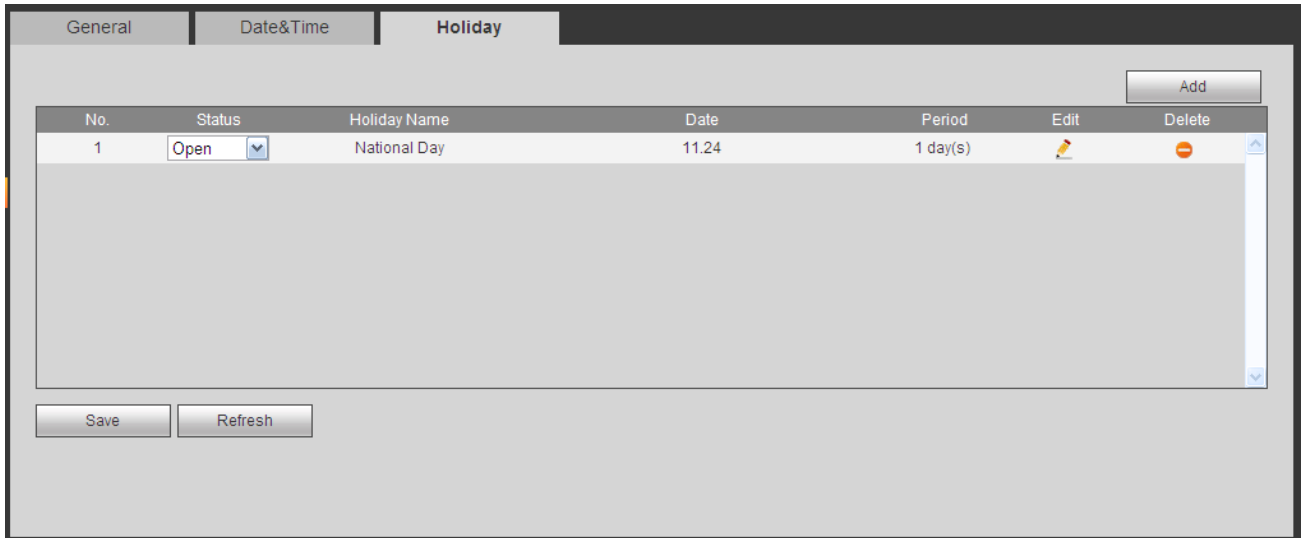 General Date&Time Holiday
Add
No. Status Holiday Name Date Period Edit Delete
1 Open National Day 11.24 1 day(s)
Save Refresh